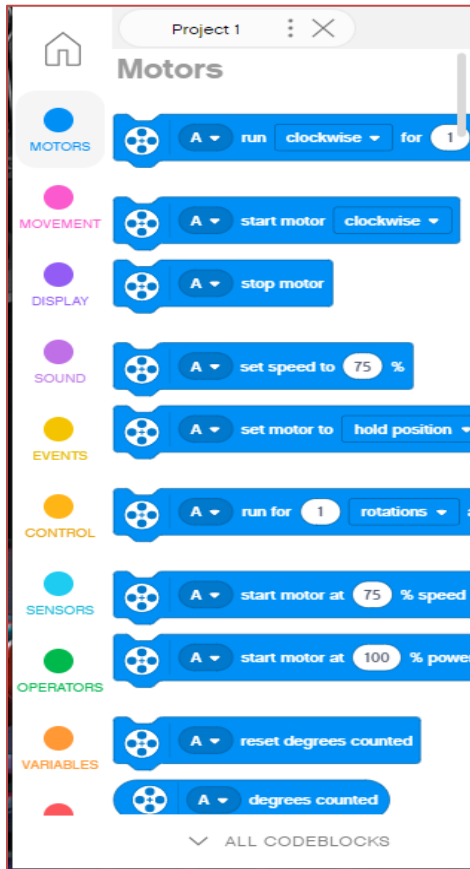 Project 1
Motors
MOTORS
MOVEMENT
DISPLAY
SOUND
EVENTS
CONTROL
SENSORS
OPERATORS
VARIABLES
A run clockwise for 1
A start motor clockwise
A stop motor
A set speed to 75 %
A set motor to hold position
A run for 1 rotations
A start motor at 75 % speed
A start motor at 100 % power
A reset degrees counted
A degrees counted
ALL CODEBLOCKS